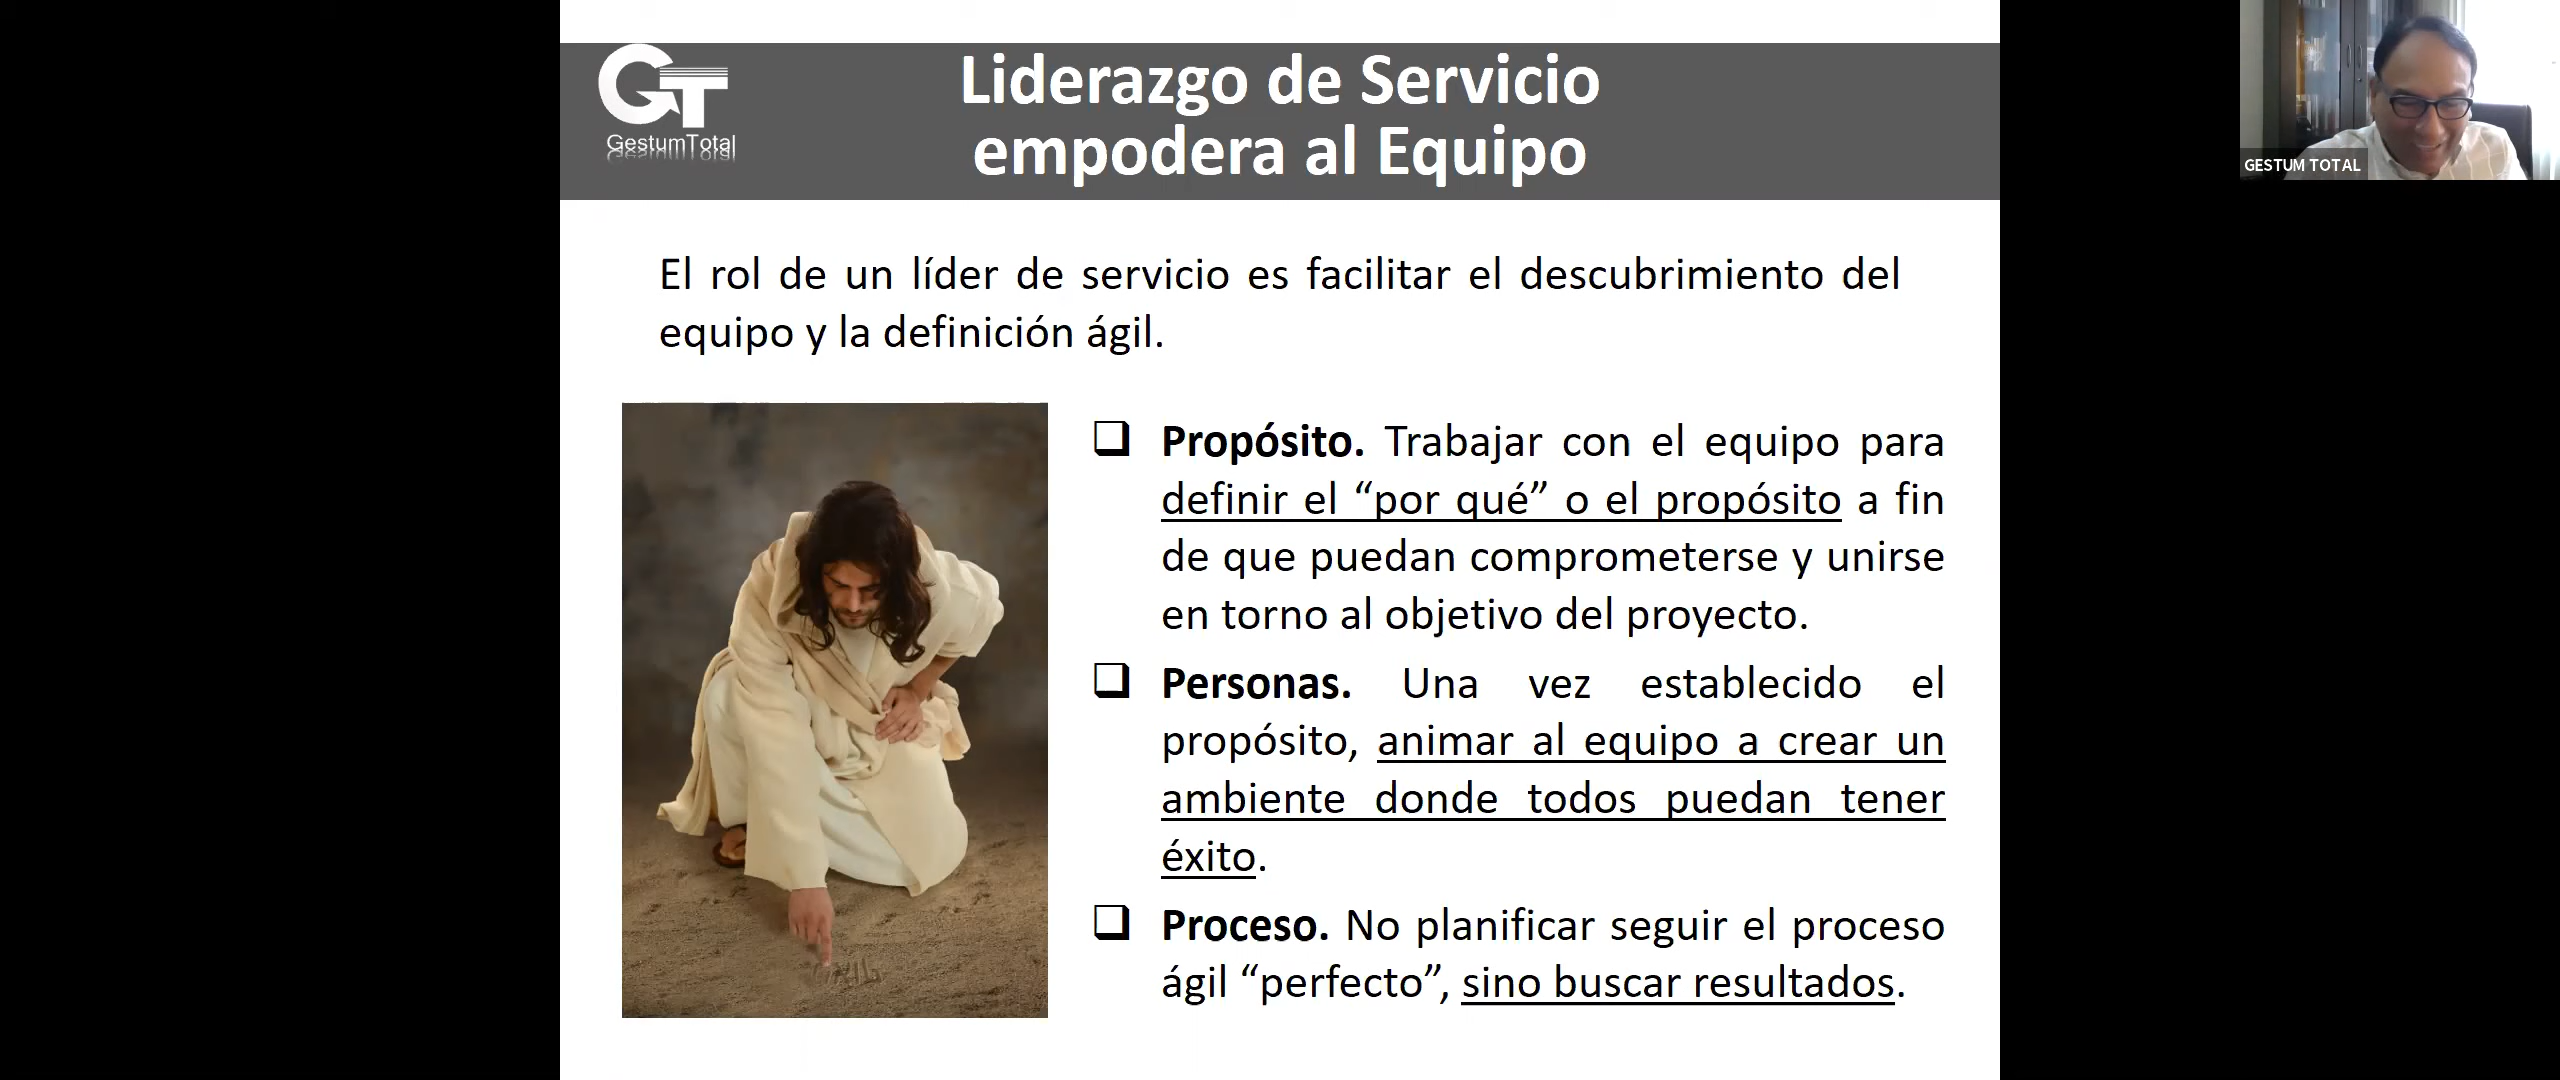 GT
GestumTotal
Liderazgo de Servicio
empodera al Equipo
GESTUM TOTAL
El rol de un líder de servicio es facilitar el descubrimiento del
equipo y la definición ágil.
❑ Propósito. Trabajar con el equipo para
definir el “por qué” o el propósito a fin
de que puedan comprometerse y unirse
en torno al objetivo del proyecto.
❑ Personas. Una vez establecido el
propósito, animar al equipo a crear un
ambiente donde todos puedan tener
éxito.
❑ Proceso. No planificar seguir el proceso
ágil “perfecto”, sino buscar resultados.